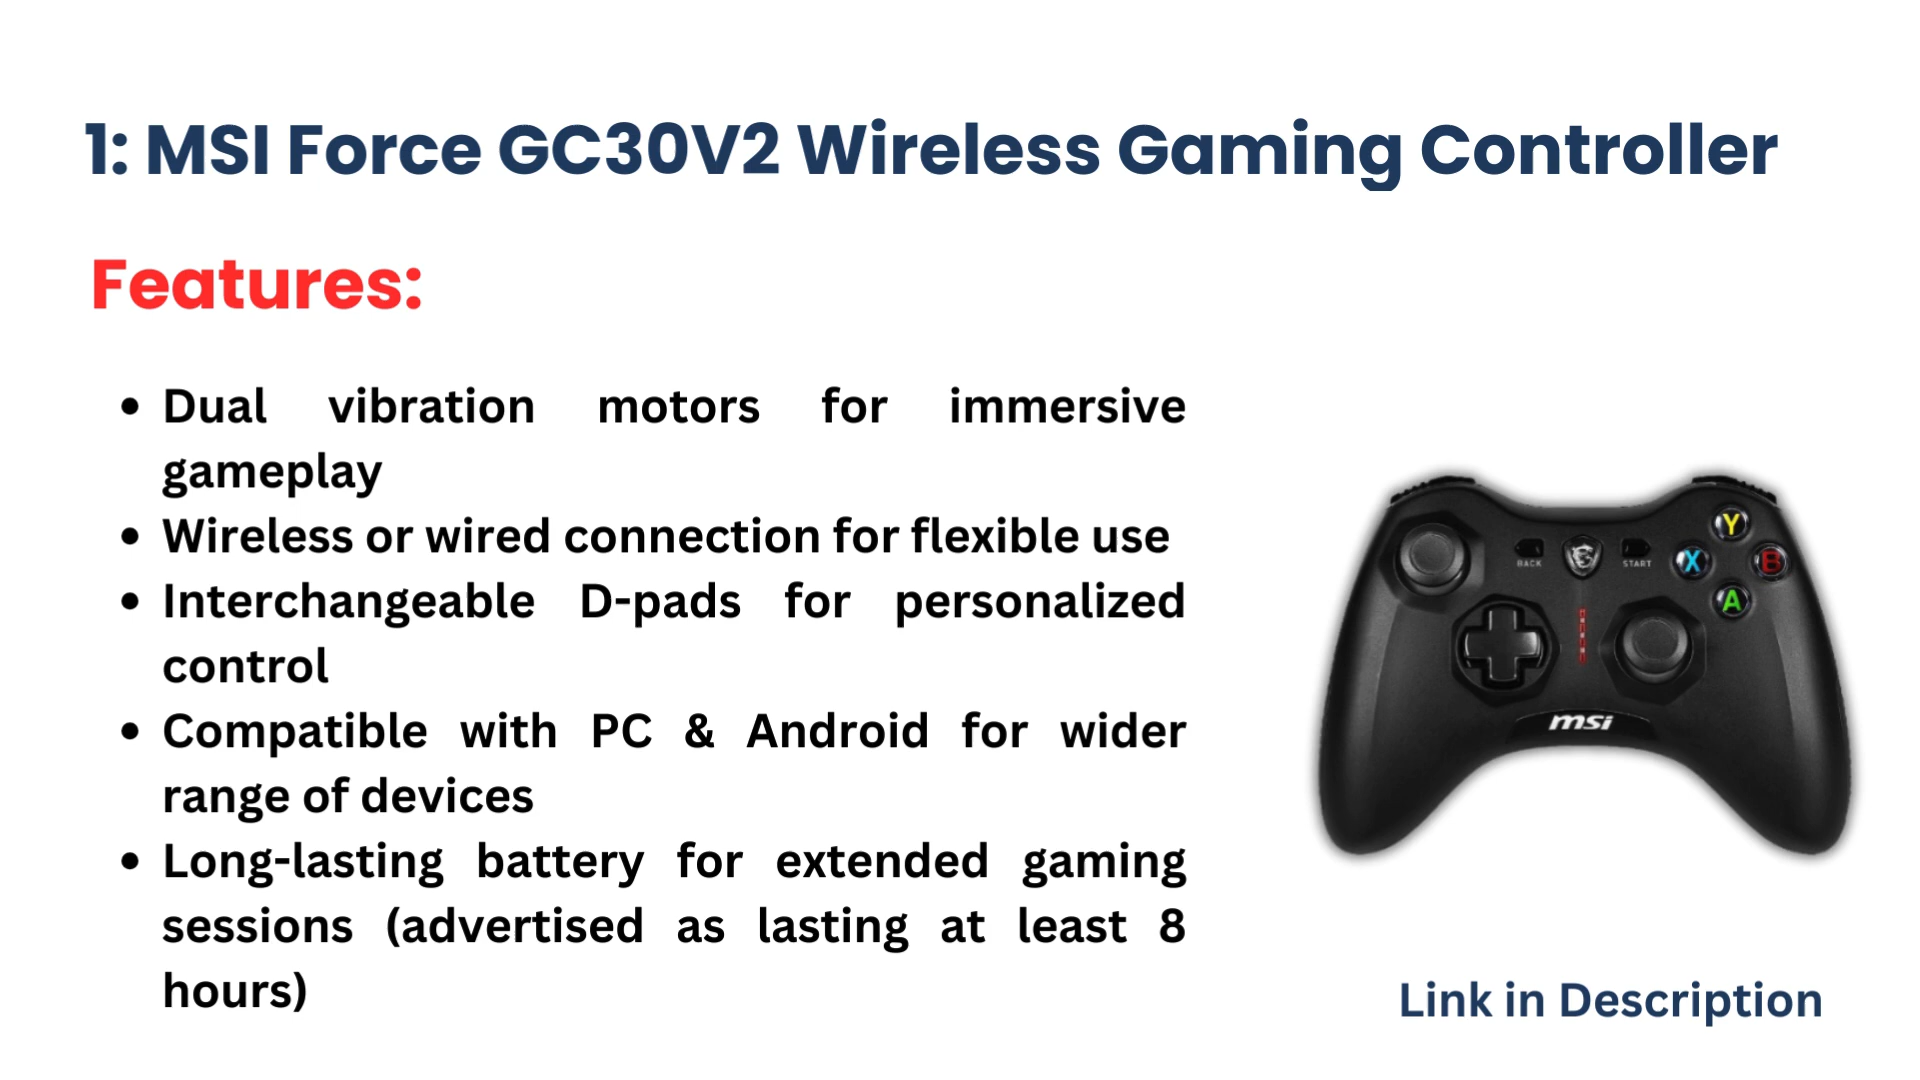 1: MSI Force GC30V2 Wireless Gaming Controller
Features:
• Dual vibration motors for immersive
gameplay
• Wireless or wired connection for flexible use
• Interchangeable D-pads for personalized
control
• Compatible with PC & Android for wider
range of devices
• Long-lasting battery for extended gaming
sessions (advertised as lasting at least 8
hours)
Y
BACK
START
X
B
A
msi
Link in Description